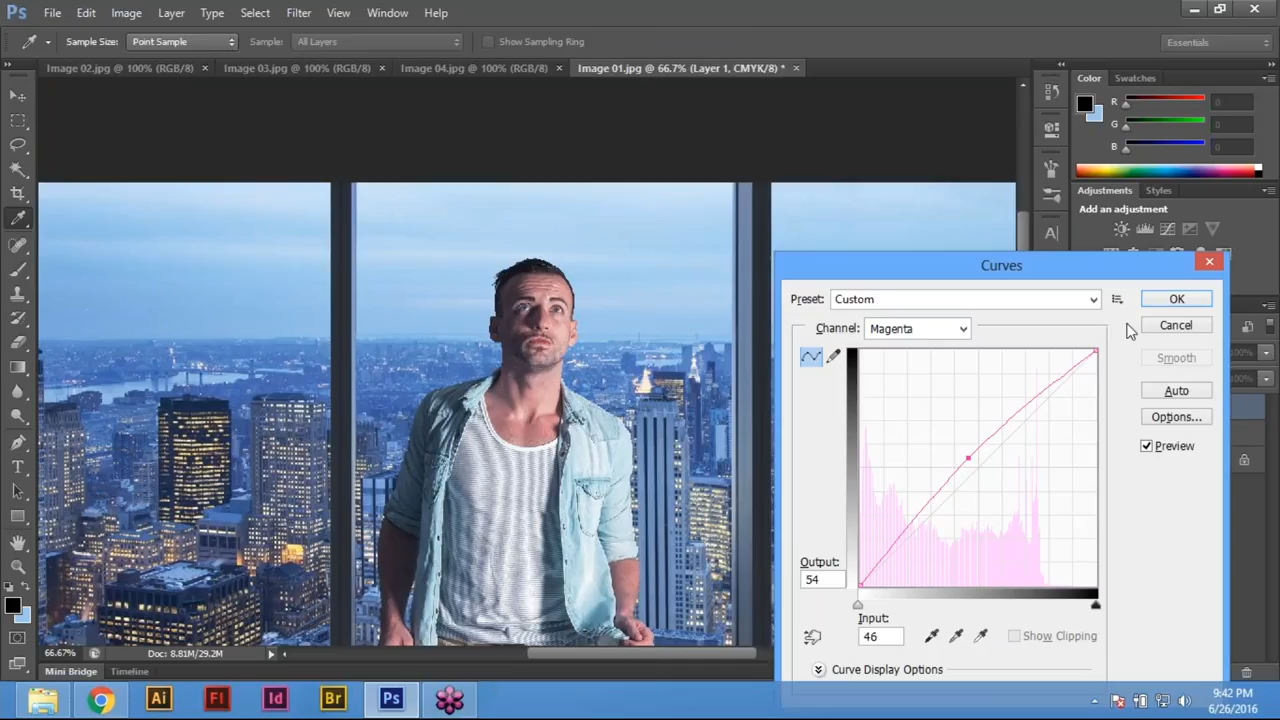 Ps File Edit Image Layer Type Select Filter 3D View Window Help
Sample Size: Point Sample Sample: All Layers Show Sampling Ring Essentials
Image 02.jpg @ 100% (RGB/8) × Image 03.jpg @ 100% (RGB/8) × Image 04.jpg @ 100% (RGB/8) × Image 01.jpg @ 66.7% (Layer 1, CMYK/8) * ×
Color Swatches
R 0
G 0
B 0
Adjustments Styles
Add an adjustment
Curves
Preset: Custom OK
Channel: Magenta Cancel
Smooth
Auto
Options...
Preview
Output:
54
Input:
46 Show Clipping
Curve Display Options
66.67% Doc: 8.81M/29.2M
Mini Bridge Timeline
Ai Fl Id Br Ps
9:42 PM
6/26/2016